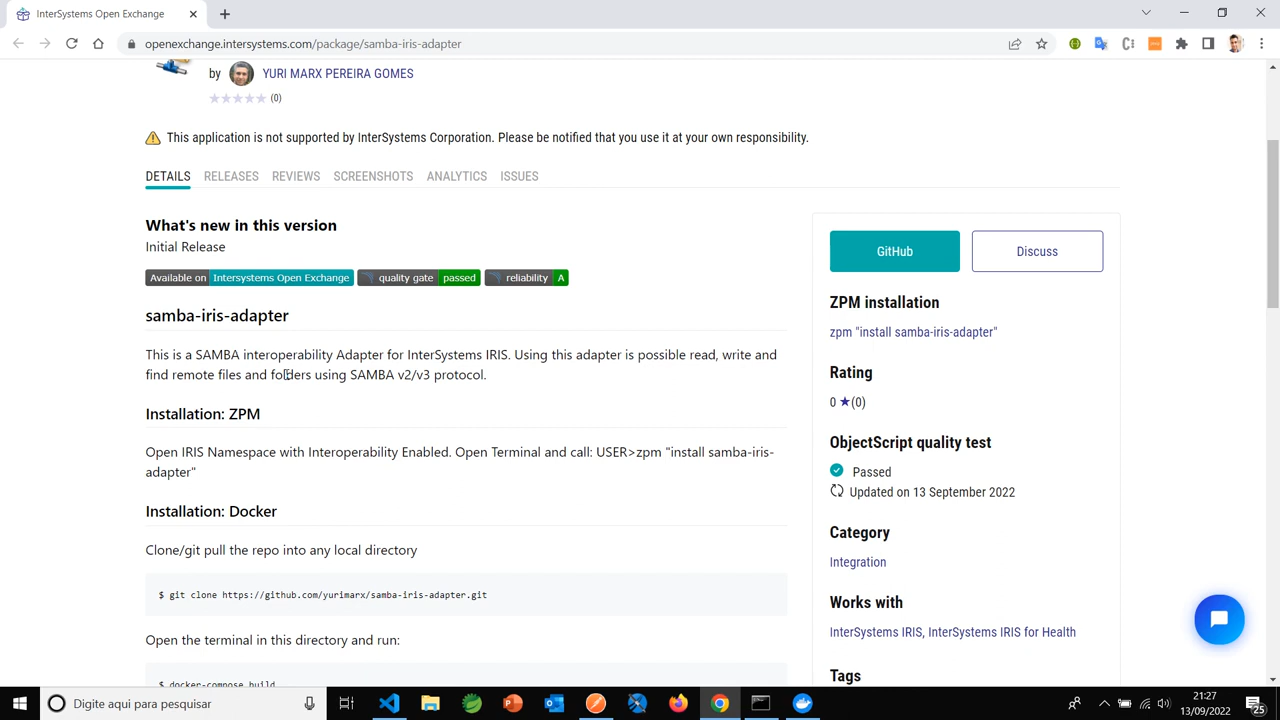 InterSystems Open Exchange
openexchange.intersystems.com/package/samba-iris-adapter
by YURI MARX PEREIRA GOMES
(0)
This application is not supported by InterSystems Corporation. Please be notified that you use it at your own responsibility.
DETAILS RELEASES REVIEWS SCREENSHOTS ANALYTICS ISSUES
What's new in this version
Initial Release
Available on Intersystems Open Exchange quality gate passed reliability A
samba-iris-adapter
This is a SAMBA interoperability Adapter for InterSystems IRIS. Using this adapter is possible read, write and
find remote files and folders using SAMBA v2/v3 protocol.
Installation: ZPM
Open IRIS Namespace with Interoperability Enabled. Open Terminal and call: USER>zpm "install samba-iris-
adapter"
Installation: Docker
Clone/git pull the repo into any local directory
$ git clone https://github.com/yurimarx/samba-iris-adapter.git
Open the terminal in this directory and run:
$ docker-compose build
GitHub Discuss
ZPM installation
zpm "install samba-iris-adapter"
Rating
0 ★(0)
ObjectScript quality test
Passed
Updated on 13 September 2022
Category
Integration
Works with
InterSystems IRIS, InterSystems IRIS for Health
Tags
Digite aqui para pesquisar
21:27
13/09/2022
25